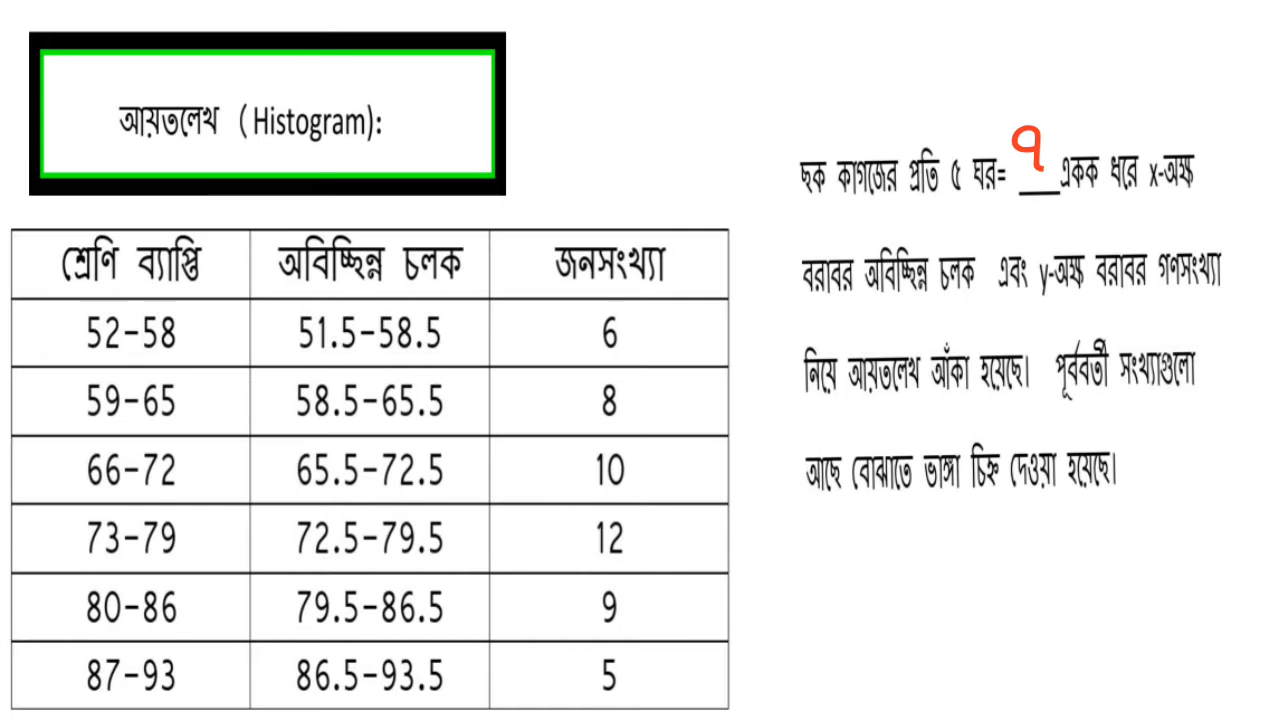 আয়তলেখ (Histogram):
শ্রেণি ব্যাপ্তি অবিচ্ছিন্ন চলক জনসংখ্যা
52-58 51.5-58.5 6
59-65 58.5-65.5 8
66-72 65.5-72.5 10
73-79 72.5-79.5 12
80-86 79.5-86.5 9
87-93 86.5-93.5 5
ছক কাগজের প্রতি ৫ ঘর= ৭ একক ধরে x-অক্ষ
বরাবর অবিচ্ছিন্ন চলক এবং y-অক্ষ বরাবর গণসংখ্যা
নিয়ে আয়তলেখ আঁকা হয়েছে। পূর্ববর্তী সংখ্যাগুলো
আছে বোঝাতে ভাঙ্গা চিহ্ন দেওয়া হয়েছে।